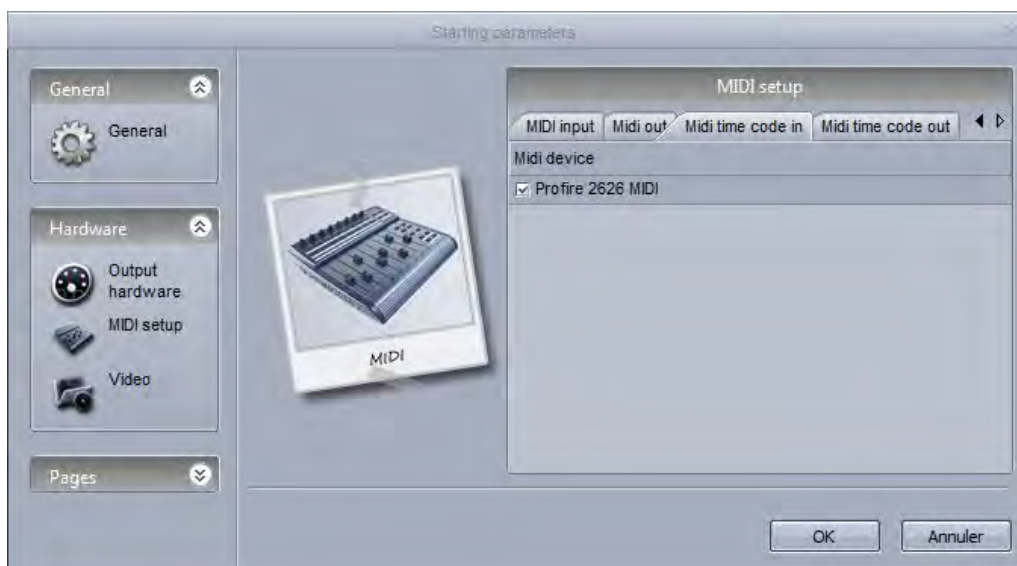 Starting parameters
General
General
Hardware
Output
hardware
MIDI setup
Video
Pages
MIDI
MIDI setup
MIDI input Midi out Midi time code in Midi time code out
Midi device
Profire 2626 MIDI
OK Annuler